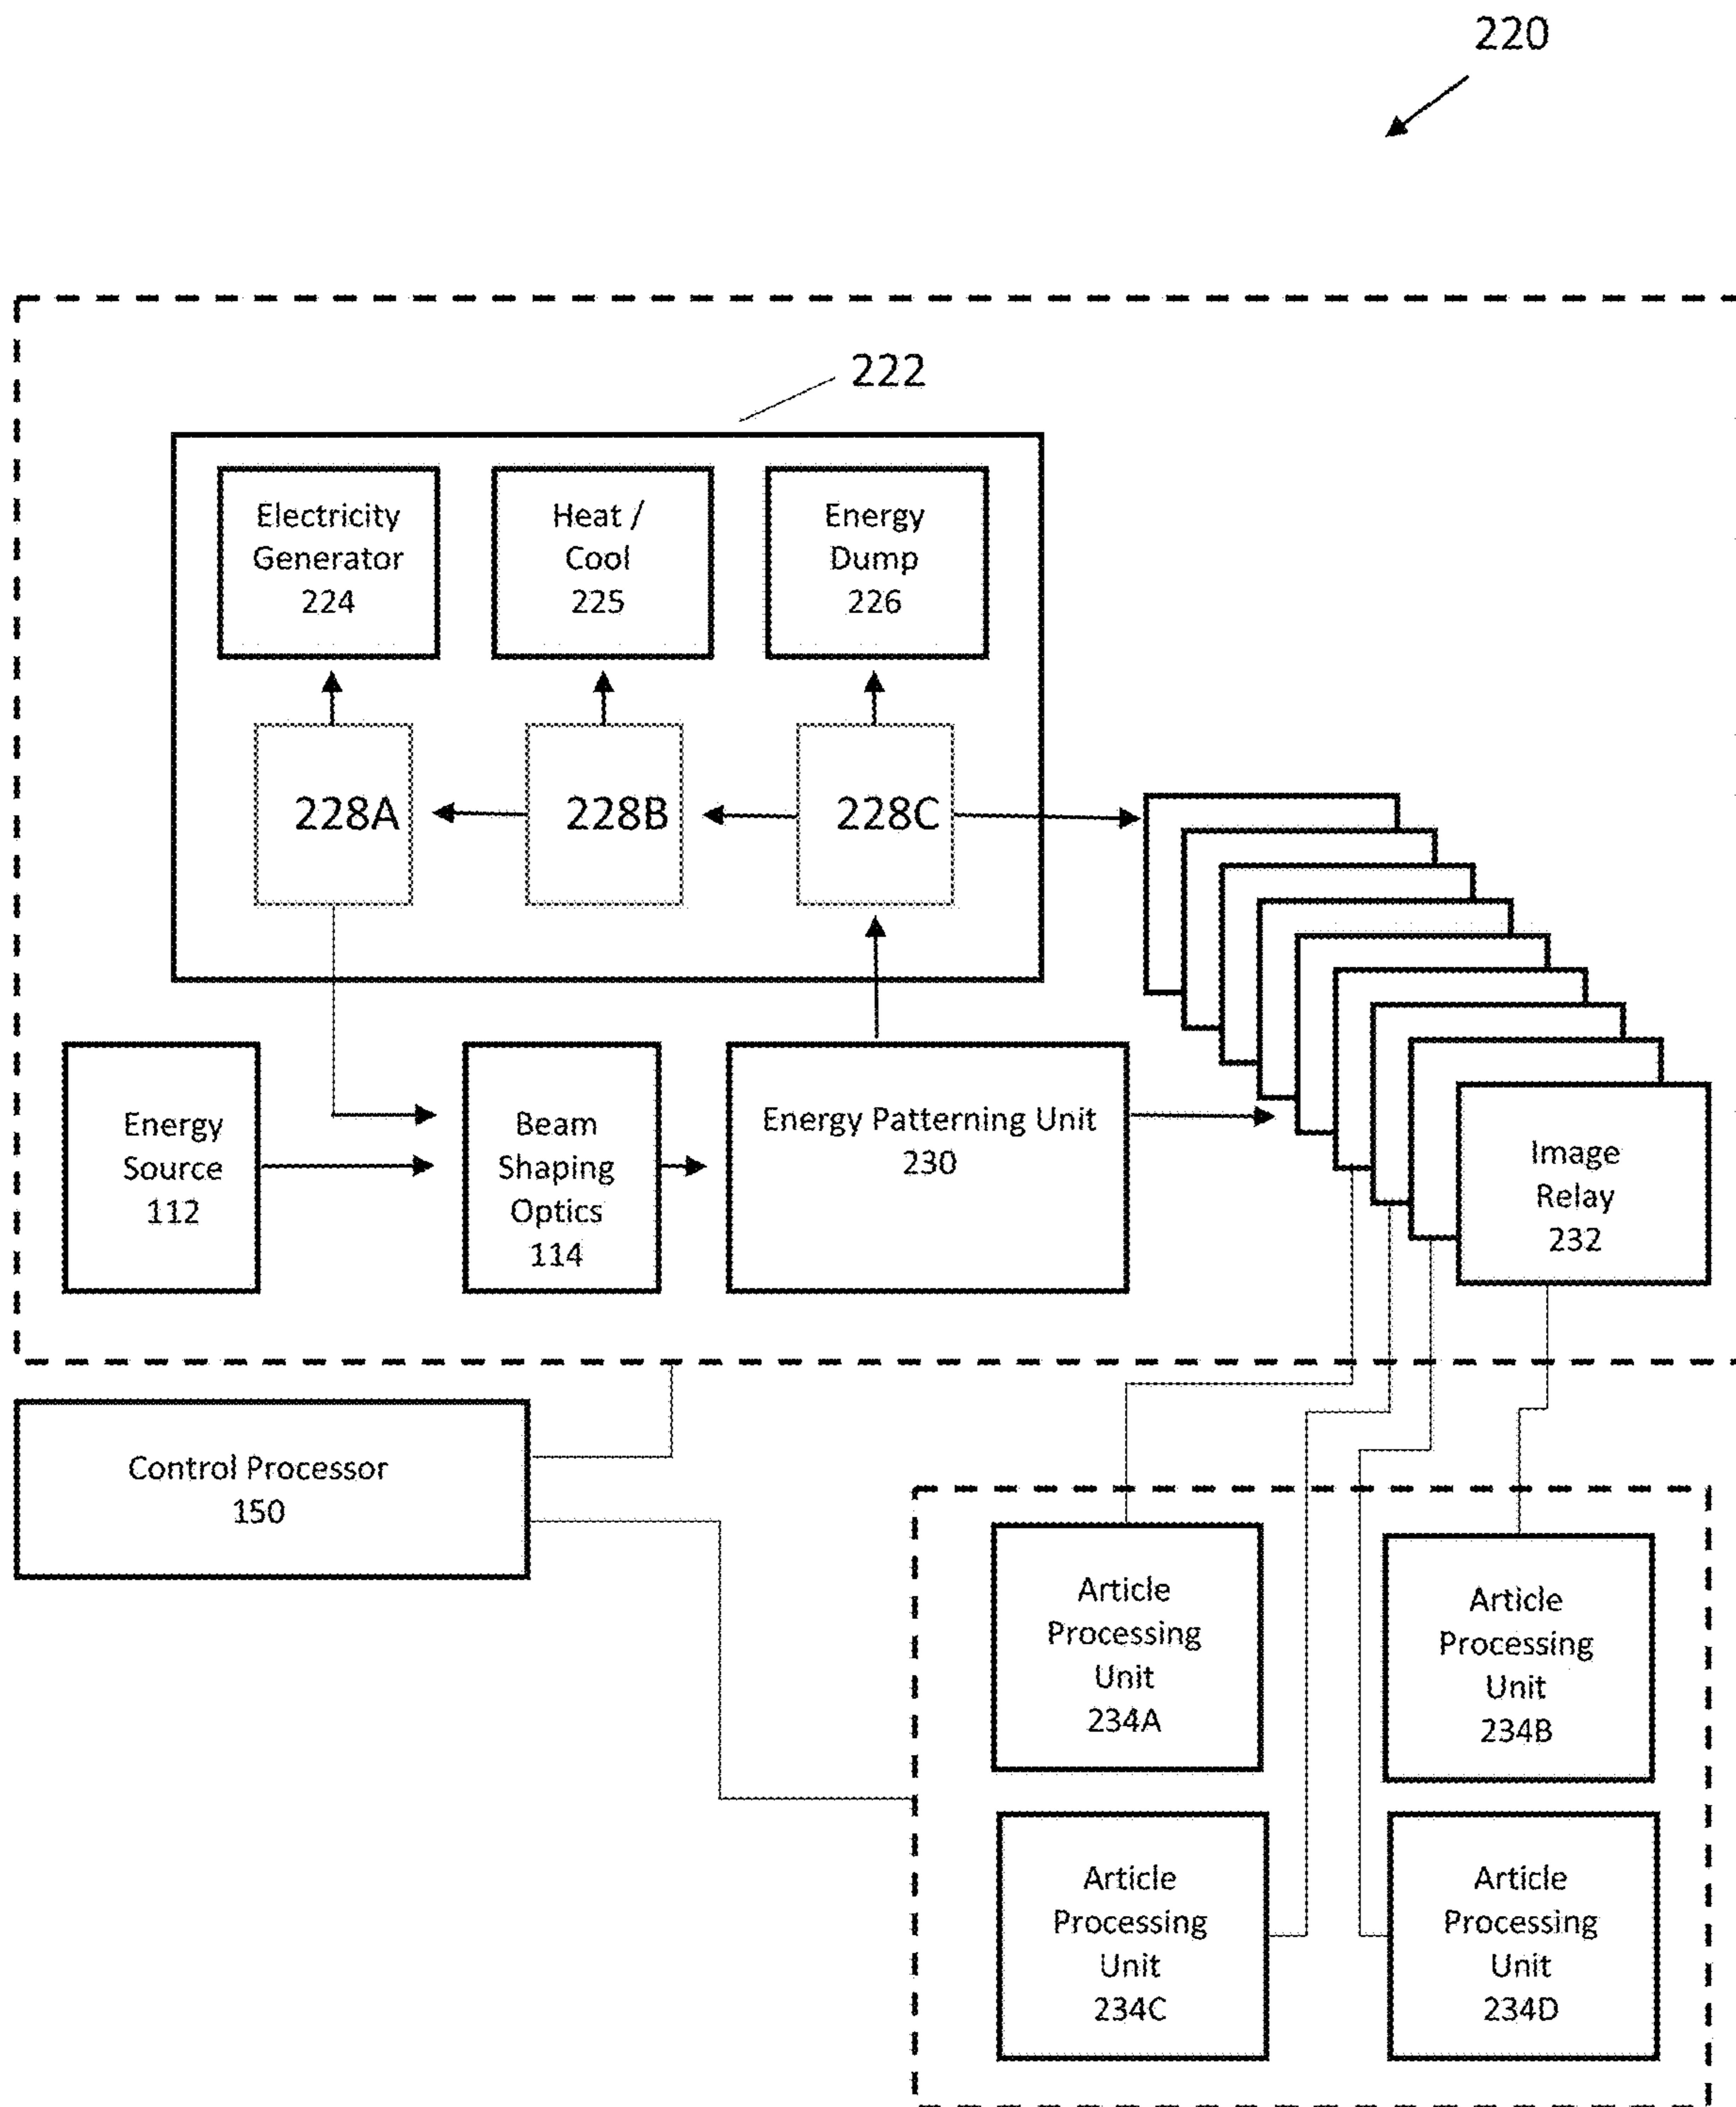 220
222
Electricity
Generator
224
Heat /
Cool
225
Energy
Dump
226
228A
228B
228C
Energy
Source
112
Beam
Shaping
Optics
114
Energy Patterning Unit
230
Image
Relay
232
Control Processor
150
Article
Processing
Unit
234A
Article
Processing
Unit
234B
Article
Processing
Unit
234C
Article
Processing
Unit
234D